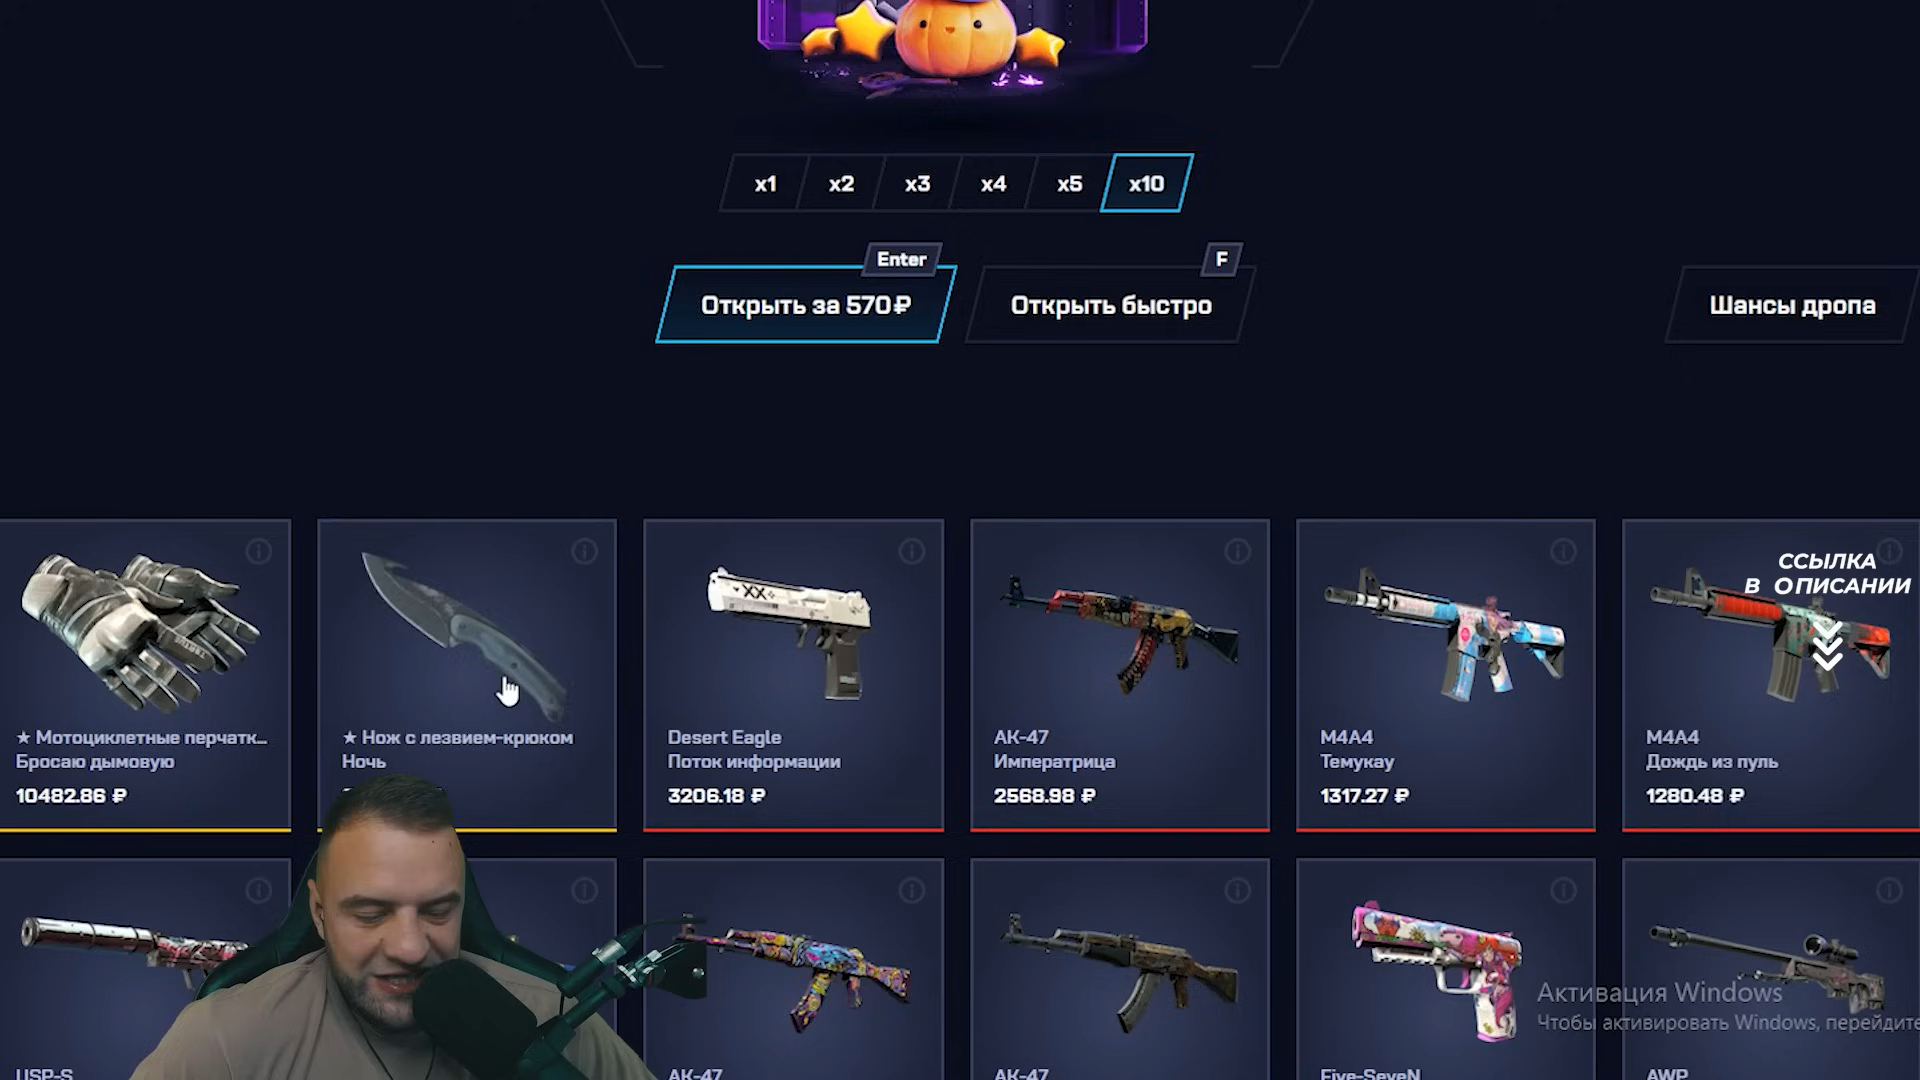 x1
x2
x3
x4
x5
x10
Enter
F
Открыть за 570₽
Открыть быстро
Шансы дропа
★ Мотоциклетные перчатк...
Бросаю дымовую
10482.86 ₽
★ Нож с лезвием-крюком
Ночь
Desert Eagle
Поток информации
3206.18 ₽
АК-47
Императрица
2568.98 ₽
M4A4
Темукау
1317.27 ₽
ССЫЛКА
В ОПИСАНИИ
M4A4
Дождь из пуль
1280.48 ₽
USP-S
АК-47
АК-47
Five-SeveN
AWP
Активация Windows
Чтобы активировать Windows, перейдите